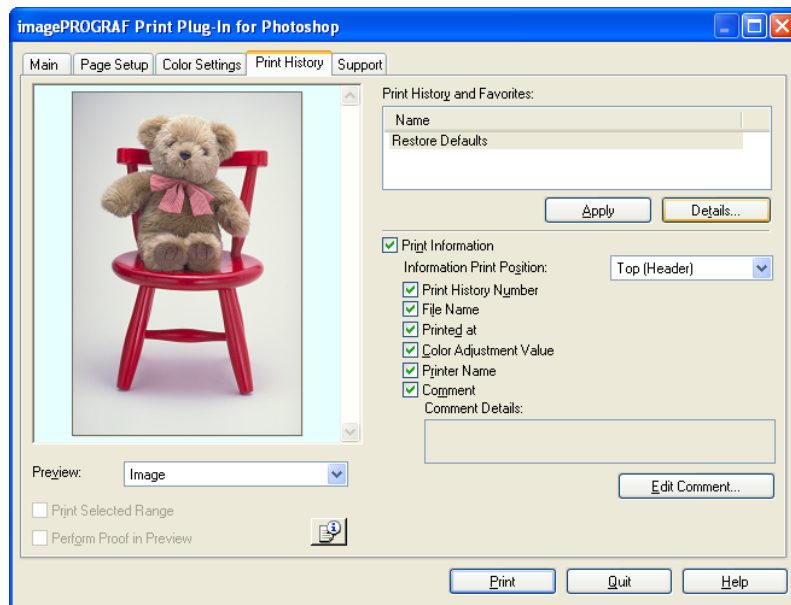 imagePROGRAF Print Plug-In for Photoshop
Main Page Setup Color Settings Print History Support
Print History and Favorites:
Name
Restore Defaults
Apply Details...
Print Information
Information Print Position: Top (Header)
Print History Number
File Name
Printed at
Color Adjustment Value
Printer Name
Comment
Comment Details:
Edit Comment...
Preview: Image
Print Selected Range
Perform Proof in Preview
Print Quit Help